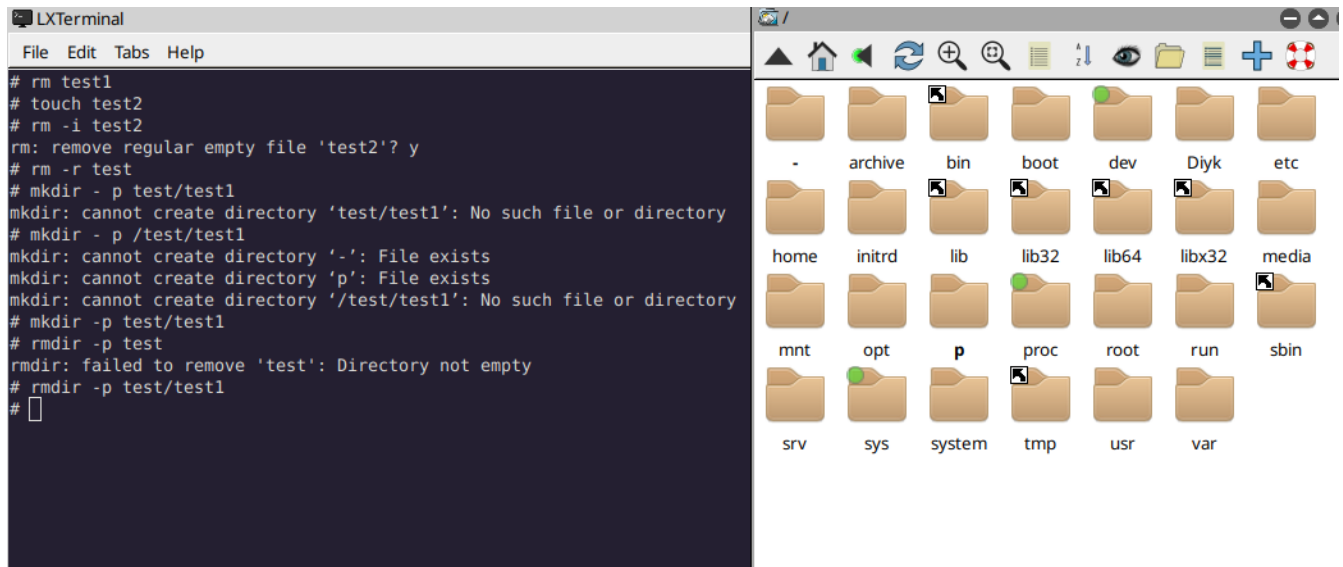 LXTerminal
File Edit Tabs Help
# rm test1
# touch test2
# rm -i test2
rm: remove regular empty file 'test2'? y
# rm -r test
# mkdir - p test/test1
mkdir: cannot create directory ‘test/test1’: No such file or directory
# mkdir - p /test/test1
mkdir: cannot create directory ‘-’: File exists
mkdir: cannot create directory ‘p’: File exists
mkdir: cannot create directory ‘/test/test1’: No such file or directory
# mkdir -p test/test1
# rmdir -p test
rmdir: failed to remove 'test': Directory not empty
# rmdir -p test/test1
#
/
- archive bin boot dev Diyk etc
home initrd lib lib32 lib64 libx32 media
mnt opt p proc root run sbin
srv sys system tmp usr var